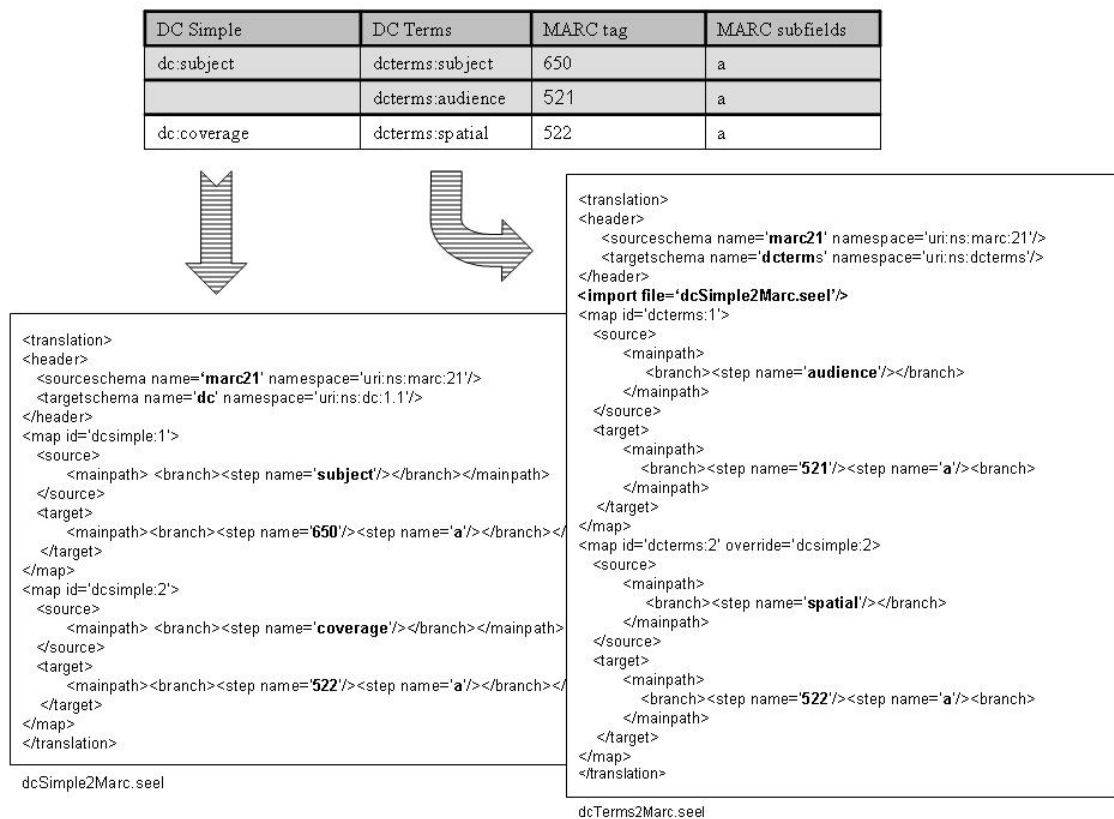 DC Simple DC Terms MARC tag MARC subfields
dc:subject dcterms:subject 650 a
dcterms:audience 521 a
dc:coverage dcterms:spatial 522 a
<translation>
<header>
<sourceschema name=‘marc21' namespace='uri:ns:marc:21'/>
<targetschema name='dc' namespace='uri:ns:dc:1.1'/>
</header>
<map id='dcsimple:1'>
<source>
<mainpath> <branch><step name='subject'/></branch></mainpath>
</source>
<target>
<mainpath><branch><step name='650'/><step name='a'/></branch></
</target>
</map>
<map id='dcsimple:2'>
<source>
<mainpath> <branch><step name='coverage'/></branch></mainpath>
</source>
<target>
<mainpath><branch><step name='522'/><step name='a'/></branch></
</target>
</map>
</translation>
dcSimple2Marc.seel
<translation>
<header>
<sourceschema name='marc21' namespace='uri:ns:marc:21'/>
<targetschema name='dcterms' namespace='uri:ns:dcterms'/>
</header>
<import file=‘dcSimple2Marc.seel’/>
<map id='dcterms:1'>
<source>
<mainpath>
<branch><step name='audience'/></branch>
</mainpath>
</source>
<target>
<mainpath>
<branch><step name='521'/><step name='a'/><branch>
</mainpath>
</target>
</map>
<map id='dcterms:2' override='dcsimple:2>
<source>
<mainpath>
<branch><step name='spatial'/></branch>
</mainpath>
</source>
<target>
<mainpath>
<branch><step name='522'/><step name='a'/><branch>
</mainpath>
</target>
</map>
</translation>
dcTerms2Marc.seel